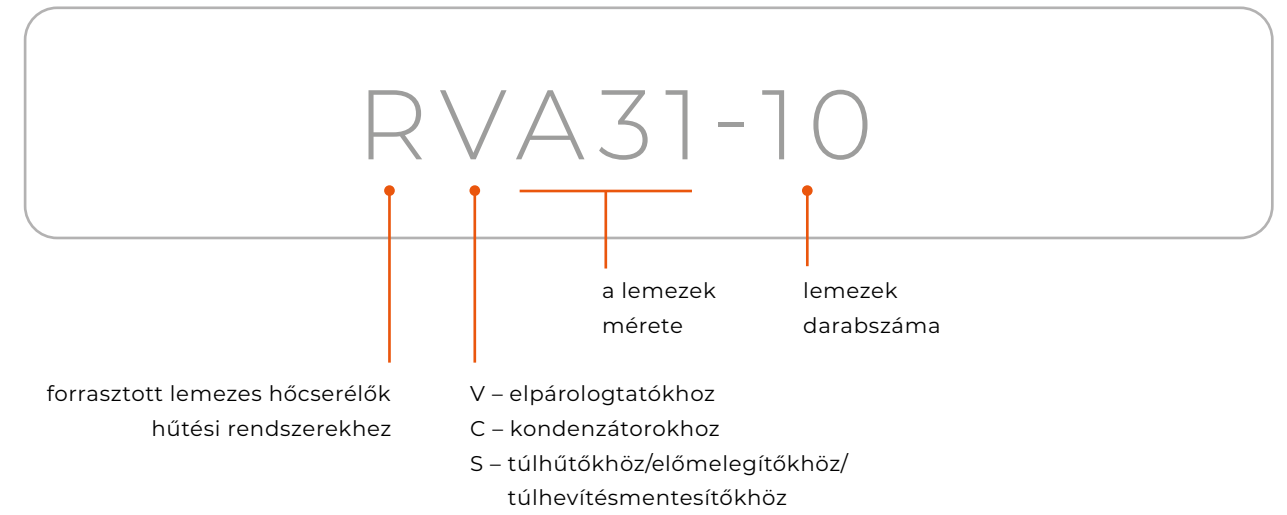 RVA31-10
a lemezek
mérete
lemezek
darabszáma
forrasztott lemezes hőcserélők
hűtési rendszerekhez
V – elpárologtatókhoz
C – kondenzátorokhoz
S – túlhűtőkhöz/előmelegítőkhöz/
túlhevítésmentesítőkhöz